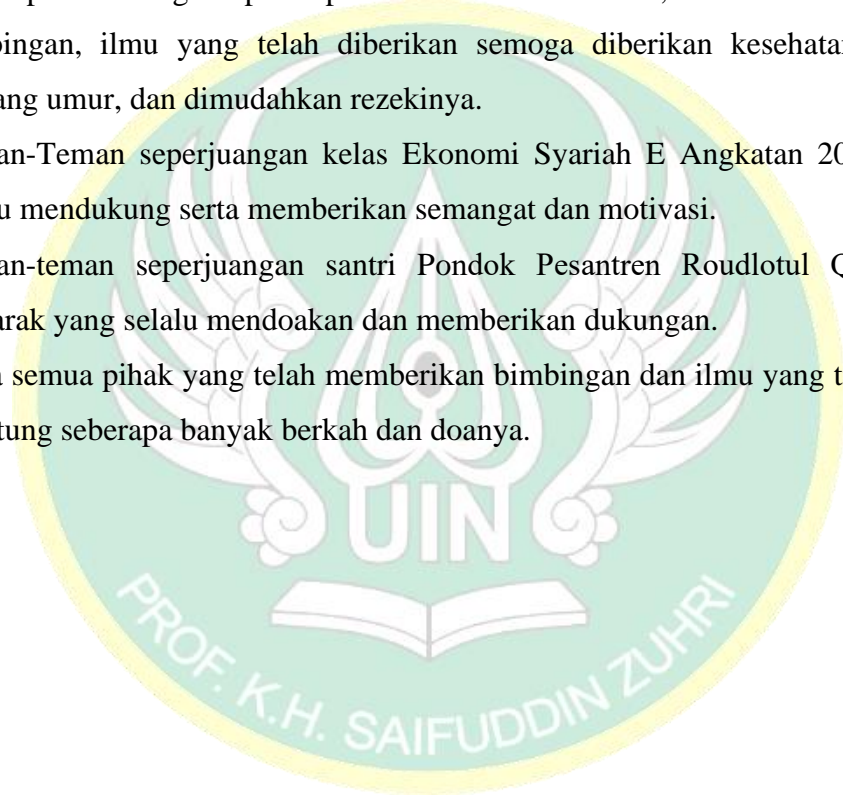 bingan, ilmu yang telah diberikan semoga diberikan kesehatan
ang umur, dan dimudahkan rezekinya.
an-Teman seperjuangan kelas Ekonomi Syariah E Angkatan 20
u mendukung serta memberikan semangat dan motivasi.
an-teman seperjuangan santri Pondok Pesantren Roudlotul Q
arak yang selalu mendoakan dan memberikan dukungan.
a semua pihak yang telah memberikan bimbingan dan ilmu yang t
tung seberapa banyak berkah dan doanya.
UIN
PROF. K.H. SAIFUDDIN ZUHRI